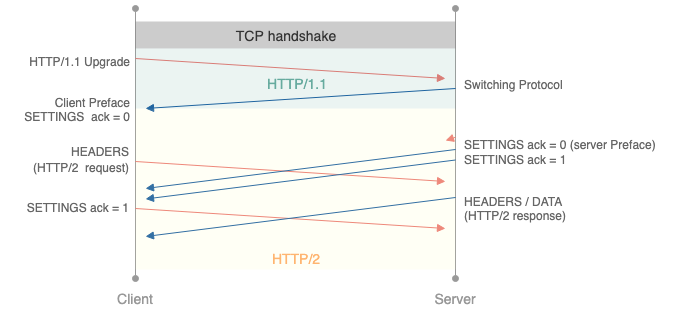 TCP handshake
HTTP/1.1 Upgrade
HTTP/1.1
Switching Protocol
Client Preface
SETTINGS ack = 0
SETTINGS ack = 0 (server Preface)
SETTINGS ack = 1
HEADERS
(HTTP/2 request)
SETTINGS ack = 1
HEADERS / DATA
(HTTP/2 response)
HTTP/2
Client
Server